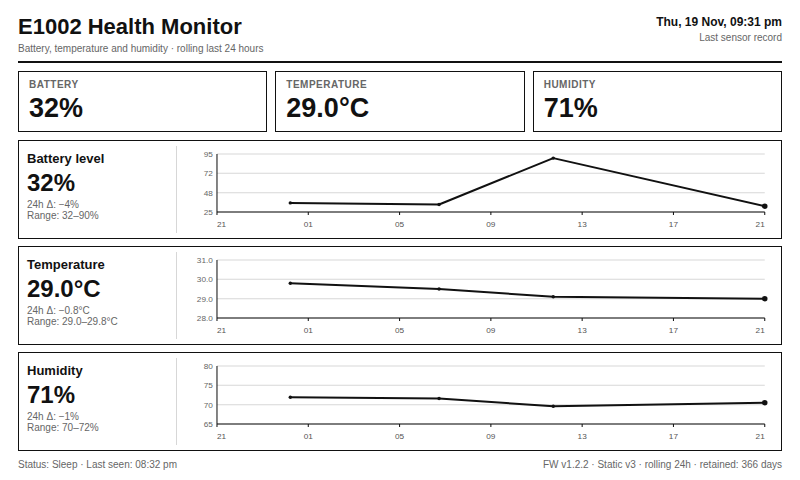 E1002 Health Monitor
Thu, 19 Nov, 09:31 pm
Battery, temperature and humidity · rolling last 24 hours
Last sensor record
BATTERY
32%
TEMPERATURE
29.0°C
HUMIDITY
71%
Battery level
32%
24h Δ: −4%
Range: 32–90%
95
72
48
25
21 01 05 09 13 17 21
Temperature
29.0°C
24h Δ: −0.8°C
Range: 29.0–29.8°C
31.0
30.0
29.0
28.0
21 01 05 09 13 17 21
Humidity
71%
24h Δ: −1%
Range: 70–72%
80
75
70
65
21 01 05 09 13 17 21
Status: Sleep · Last seen: 08:32 pm
FW v1.2.2 · Static v3 · rolling 24h · retained: 366 days